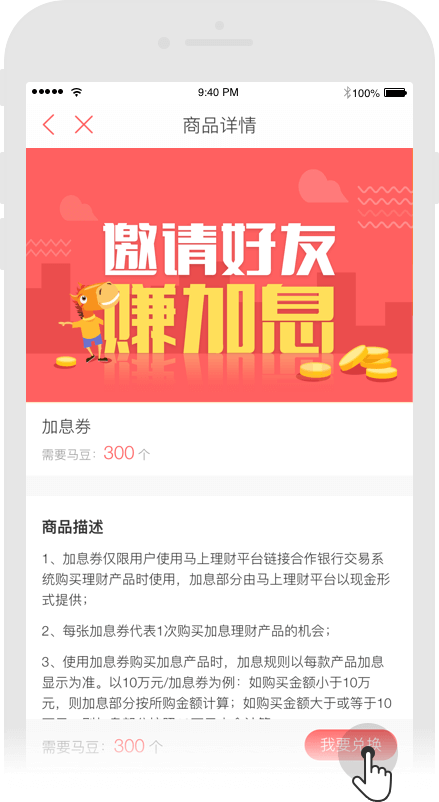 9:40 PM
100%
商品详情
邀请好友
赚加息
加息券
需要马豆：300 个
商品描述
1、加息券仅限用户使用马上理财平台链接合作银行交易系
统购买理财产品时使用，加息部分由马上理财平台以现金形
式提供；
2、每张加息券代表1次购买加息理财产品的机会；
3、使用加息券购买加息产品时，加息规则以每款产品加息
显示为准。以10万元/加息券为例：如购买金额小于10万
元，则加息部分按所购金额计算；如购买金额大于或等于10
需要马豆：300 个
我要兑换